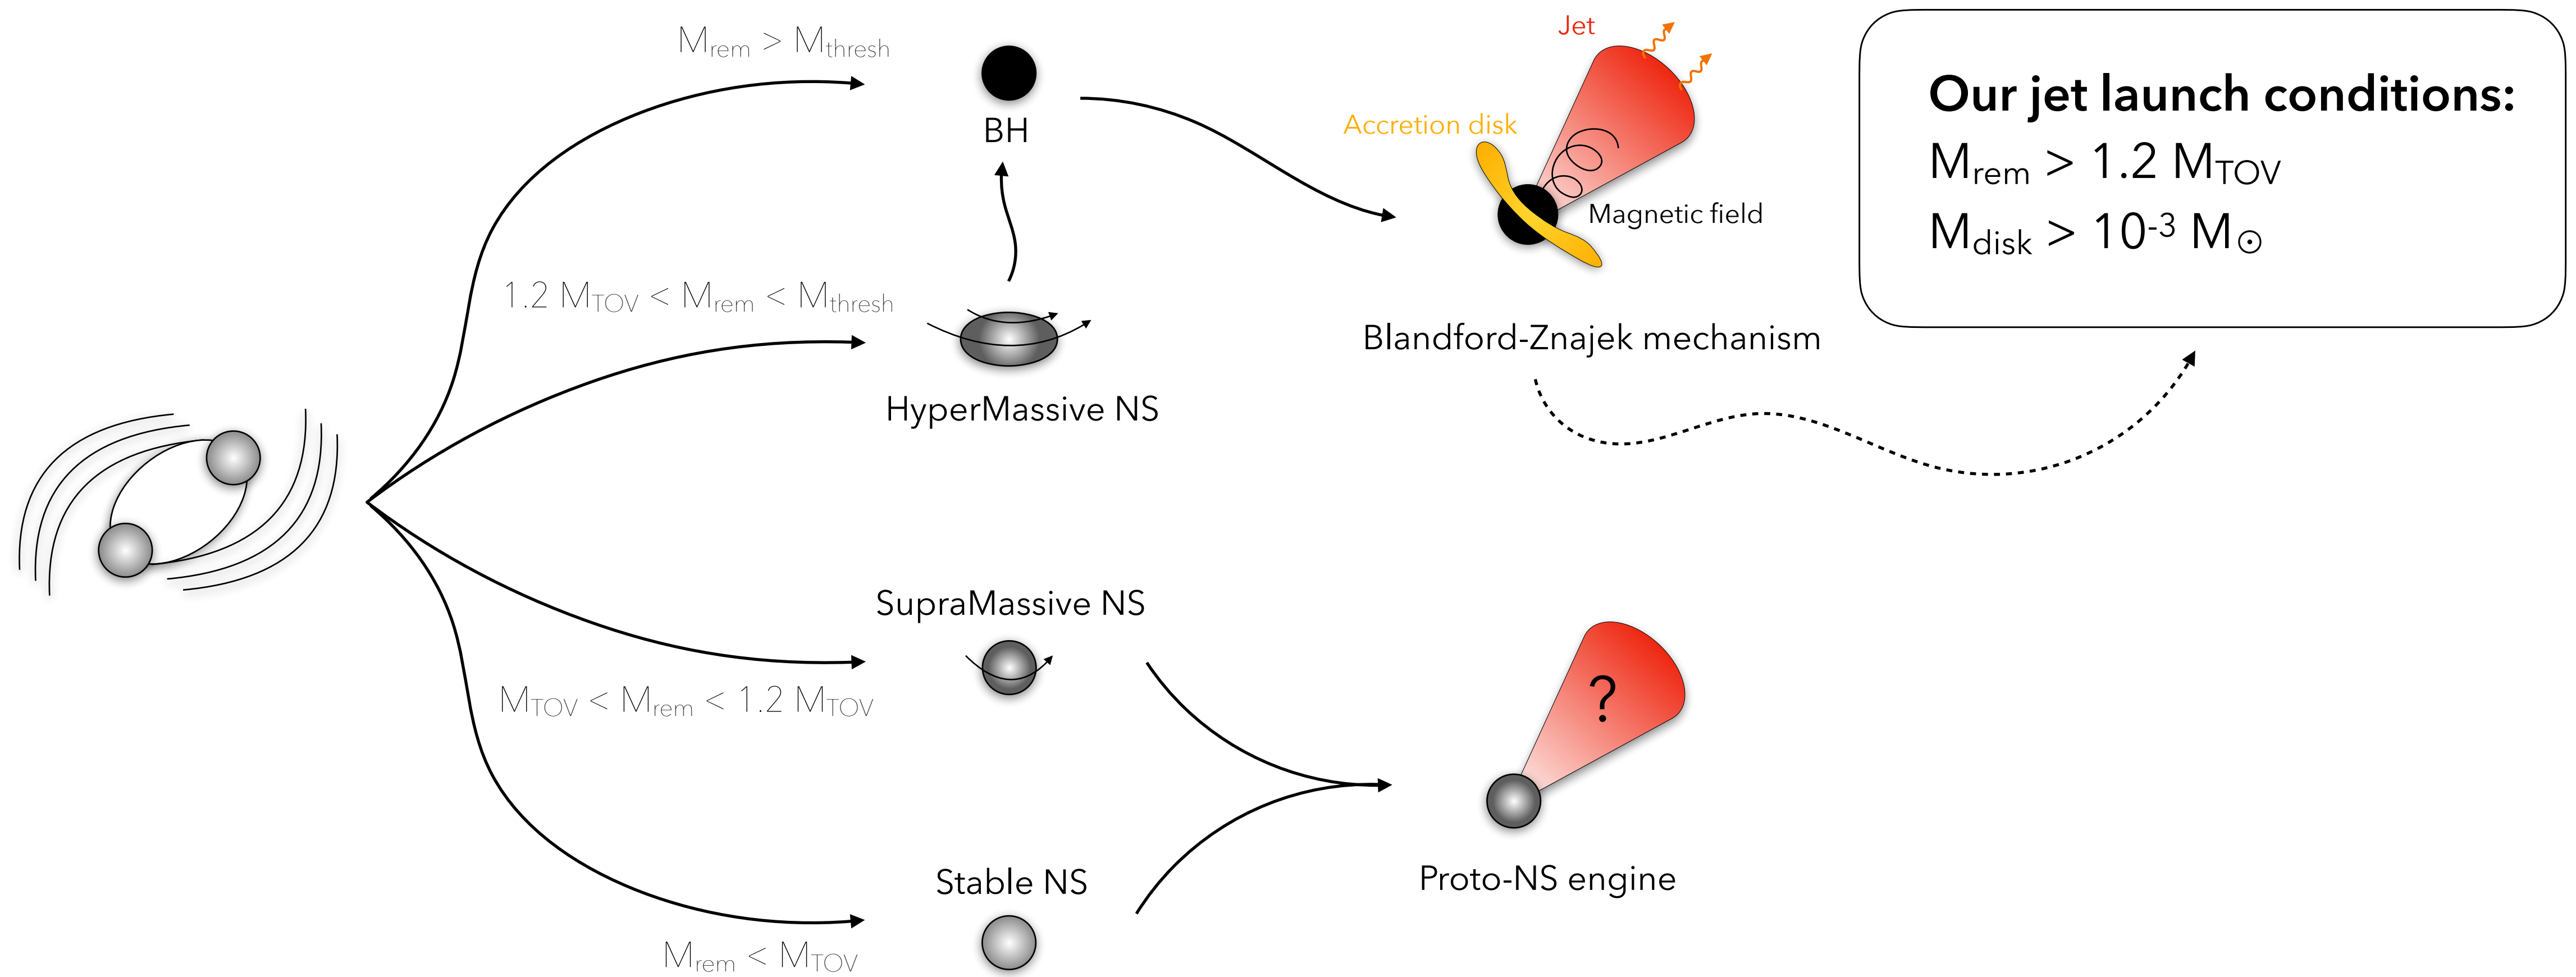 M_rem > M_thresh
BH
Jet
Accretion disk
Magnetic field
Blandford-Znajek mechanism
Our jet launch conditions:
M_rem > 1.2 M_TOV
M_disk > 10^-3 M_⊙
1.2 M_TOV < M_rem < M_thresh
HyperMassive NS
SupraMassive NS
M_TOV < M_rem < 1.2 M_TOV
?
Proto-NS engine
Stable NS
M_rem < M_TOV